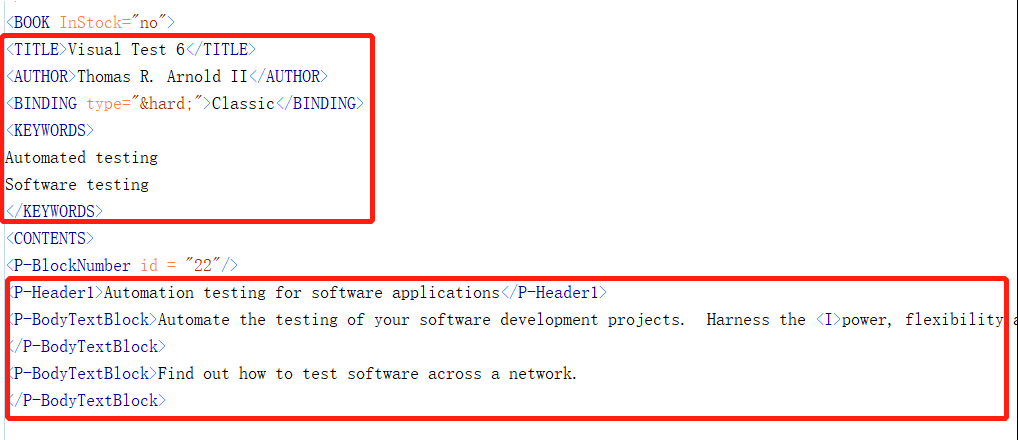 <BOOK InStock="no">
<TITLE>Visual Test 6</TITLE>
<AUTHOR>Thomas R. Arnold II</AUTHOR>
<BINDING type="&hard;">Classic</BINDING>
<KEYWORDS>
Automated testing
Software testing
</KEYWORDS>
<CONTENTS>
<P-BlockNumber id = "22"/>
<P-Header1>Automation testing for software applications</P-Header1>
<P-BodyTextBlock>Automate the testing of your software development projects.  Harness the <I>power, flexibility
</P-BodyTextBlock>
<P-BodyTextBlock>Find out how to test software across a network.
</P-BodyTextBlock>